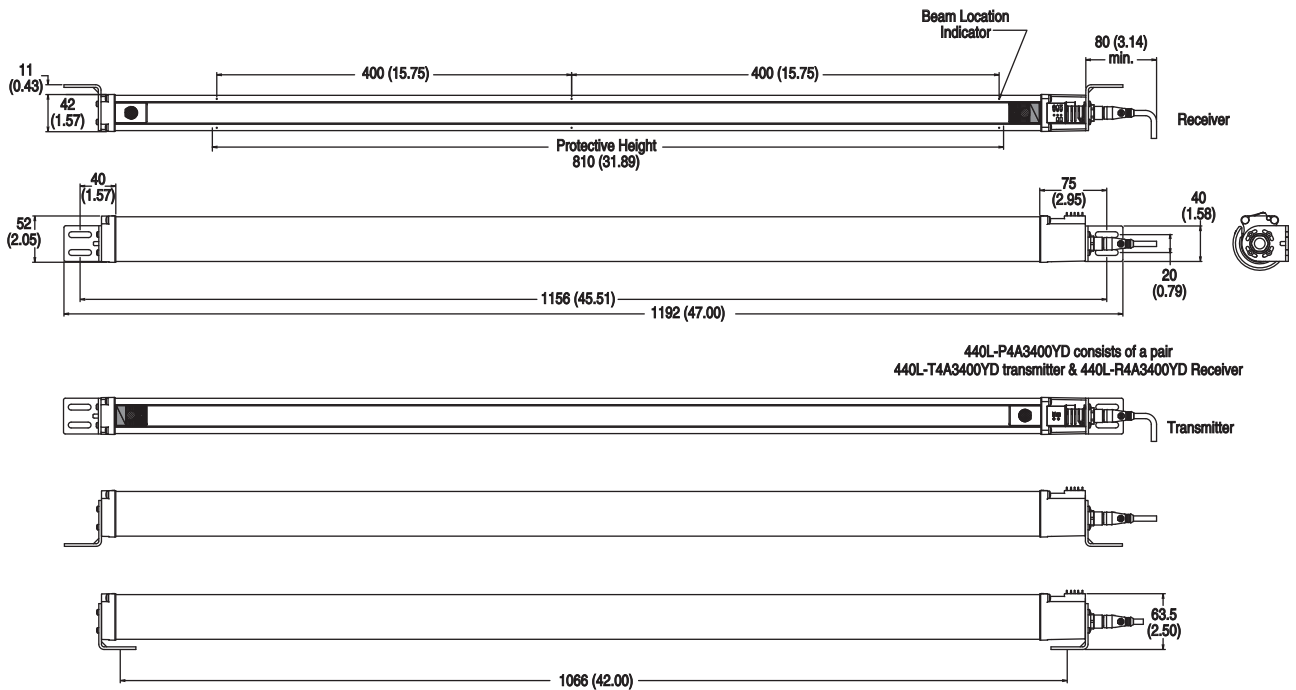 Beam Location
Indicator
80 (3.14)
min.
11
(0.43)
400 (15.75)
400 (15.75)
42
(1.57)
Receiver
Protective Height
810 (31.89)
40
(1.57)
75
(2.95)
40
(1.58)
52
(2.05)
20
(0.79)
1156 (45.51)
1192 (47.00)
440L-P4A3400YD consists of a pair
440L-T4A3400YD transmitter & 440L-R4A3400YD Receiver
Transmitter
63.5
(2.50)
1066 (42.00)